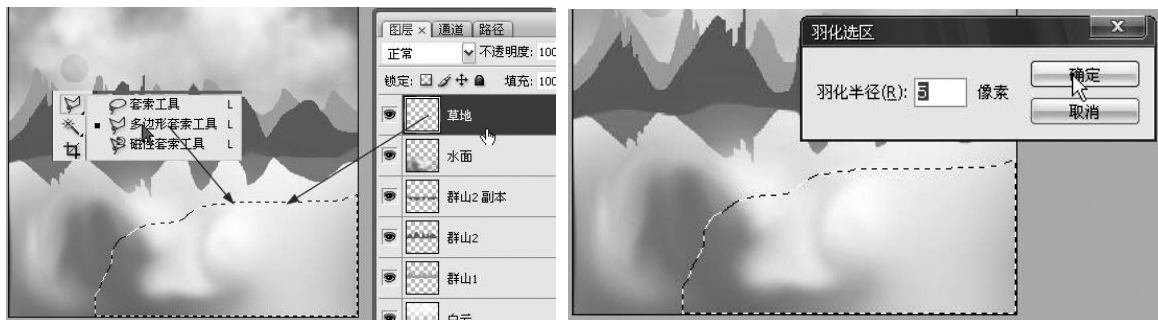 图层 × 通道 路径
正常 不透明度: 100
锁定: 填充: 100
套索工具 L
多边形套索工具 L
磁性套索工具 L
草地
水面
群山2 副本
群山2
群山1
白云
羽化选区
羽化半径(R): 5 像素
确定
取消